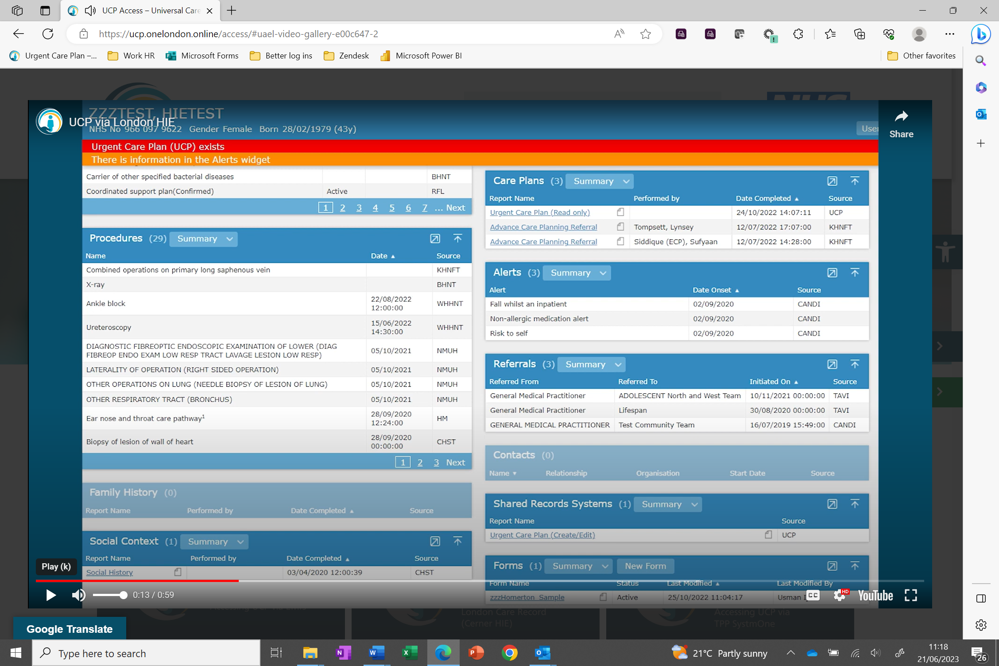 UCP Access – Universal Care
https://ucp.onelondon.online/access/#uael-video-gallery-e00c647-2
Urgent Care Plan –...
Work HR
Microsoft Forms
Better log ins
Zendesk
Microsoft Power BI
Other favorites
NHS
ZZZTEST, HIETEST
UCP via London HIE
NHS No 966 097 9622 Gender Female Born 28/02/1979 (43y)
User
Share
Urgent Care Plan (UCP) exists
There is information in the Alerts widget
Carrier of other specified bacterial diseases BHNT
Coordinated support plan(Confirmed) Active RFL
1 2 3 4 5 6 7 ... Next
Procedures (29) Summary
Name Date ▲ Source
Combined operations on primary long saphenous vein KHNFT
X-ray BHNT
Ankle block 22/08/2022 12:00:00 WHHNT
Ureteroscopy 15/06/2022 14:30:00 WHHNT
DIAGNOSTIC FIBREOPTIC ENDOSCOPIC EXAMINATION OF LOWER (DIAG
FIBREOP ENDO EXAM LOW RESP TRACT LAVAGE LESION LOW RESP) 05/10/2021 NMUH
LATERALITY OF OPERATION (RIGHT SIDED OPERATION) 05/10/2021 NMUH
OTHER OPERATIONS ON LUNG (NEEDLE BIOPSY OF LESION OF LUNG) 05/10/2021 NMUH
OTHER RESPIRATORY TRACT (BRONCHUS) 05/10/2021 NMUH
Ear nose and throat care pathway¹ 28/09/2020 12:24:00 HM
Biopsy of lesion of wall of heart 28/09/2020 00:00:00 CHST
1 2 3 Next
Family History (0)
Report Name Performed by Date Completed ▲ Source
Social Context (1) Summary
Report Name Performed by Date Completed ▲ Source
Social History 03/04/2020 12:00:39 CHST
Care Plans (3) Summary
Report Name Performed by Date Completed ▲ Source
Urgent Care Plan (Read only) 24/10/2022 14:07:11 UCP
Advance Care Planning Referral Tompsett, Lynsey 12/07/2022 17:07:00 KHNFT
Advance Care Planning Referral Siddique (ECP), Sufyaan 12/07/2022 14:28:00 KHNFT
Alerts (3) Summary
Alert Date Onset ▲ Source
Fall whilst an inpatient 02/09/2020 CANDI
Non-allergic medication alert 02/09/2020 CANDI
Risk to self 02/09/2020 CANDI
Referrals (3) Summary
Referred From Referred To Initiated On ▲ Source
General Medical Practitioner ADOLESCENT North and West Team 10/11/2021 00:00:00 TAVI
General Medical Practitioner Lifespan 30/08/2020 00:00:00 TAVI
GENERAL MEDICAL PRACTITIONER Test Community Team 16/07/2019 15:49:00 CANDI
Contacts (0)
Name ▼ Relationship Organisation Start Date Source
Shared Records Systems (1) Summary
Report Name Source
Urgent Care Plan (Create/Edit) UCP
Forms (1) Summary New Form
Form Name Status Last Modified ▲ Last Modified By
zzzHomerton_Sample Active 25/10/2022 11:04:17 Usman
Play (k)
0:13 / 0:59
CC
HD
YouTube
London Care Record
(Cerner HIE)
Accessing UCP via
TPP SystmOne
Google Translate
Type here to search
21°C Partly sunny
11:18
21/06/2023
26